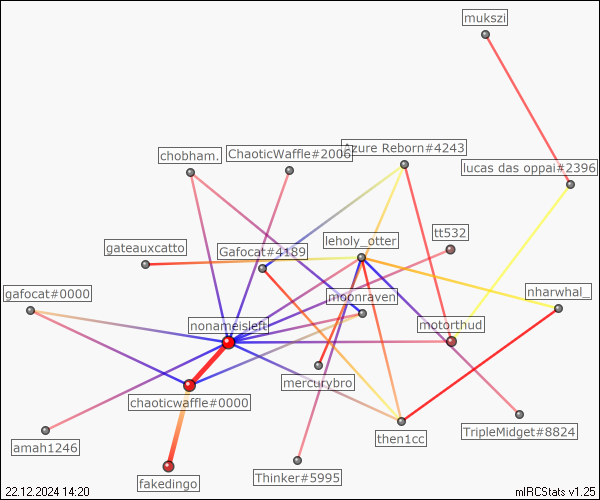 mukszi
chobham.
ChaoticWaffle#2006
Azure Reborn#4243
lucas das oppai#2396
gateauxcatto
Gafocat#4189
leholy_otter
tt532
gafocat#0000
moonraven
nharwhal_
nonameisleft
motorthud
mercurybro
chaoticwaffle#0000
amah1246
then1cc
TripleMidget#8824
fakedingo
Thinker#5995
22.12.2024 14:20
mIRCStats v1.25